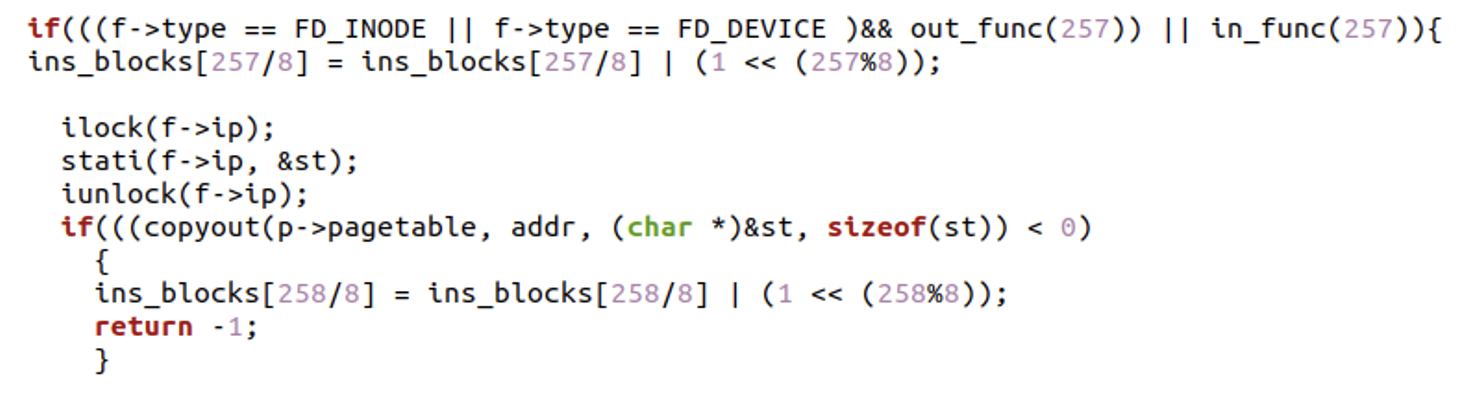 if(((f->type == FD_INODE || f->type == FD_DEVICE )&& out_func(257)) || in_func(257)){
ins_blocks[257/8] = ins_blocks[257/8] | (1 << (257%8));
ilock(f->ip);
stati(f->ip, &st);
iunlock(f->ip);
if(((copyout(p->pagetable, addr, (char *)&st, sizeof(st)) < 0)
{
ins_blocks[258/8] = ins_blocks[258/8] | (1 << (258%8));
return -1;
}